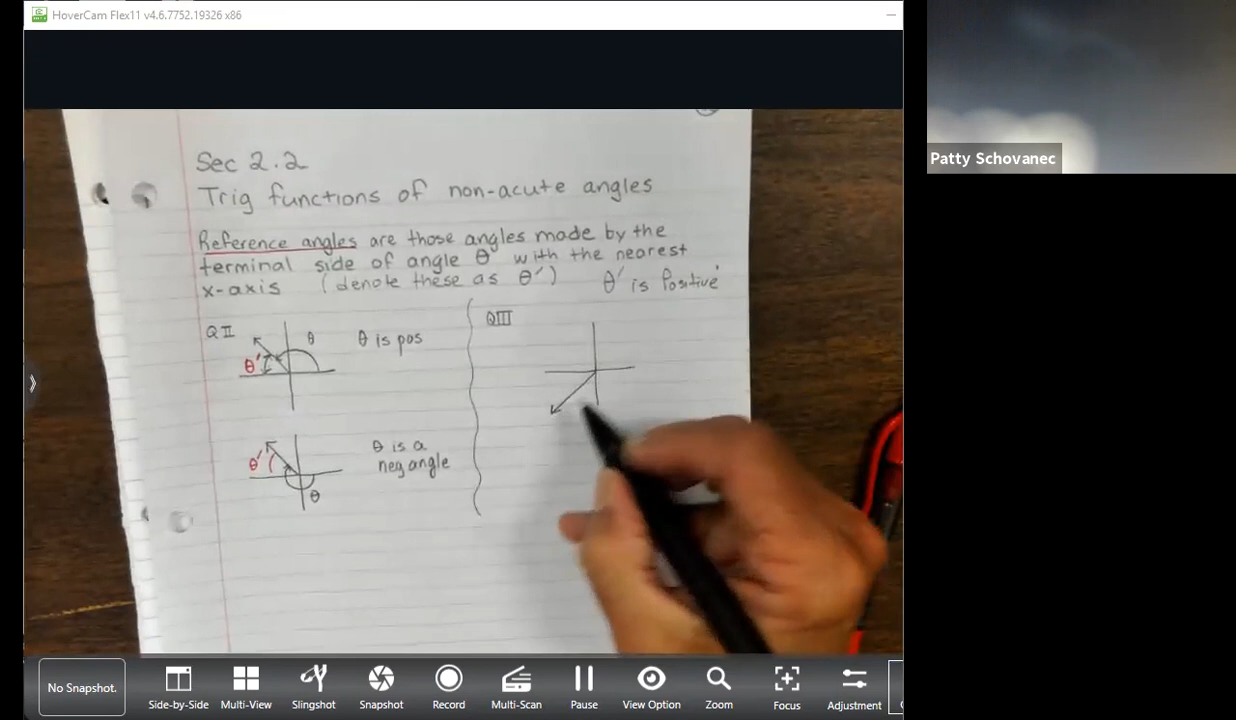 HoverCam Flex11 v4.6.7752.19326 x86
Patty Schovanec
Sec 2.2
Trig functions of non-acute angles
Reference angles are those angles made by the
terminal side of angle θ with the nearest
x-axis (denote these as θ') θ' is Positive
QII
θ
θ is pos
θ'
θ is a
neg angle
θ'
θ
QIII
No Snapshot.
Side-by-Side
Multi-View
Slingshot
Snapshot
Record
Multi-Scan
Pause
View Option
Zoom
Focus
Adjustment